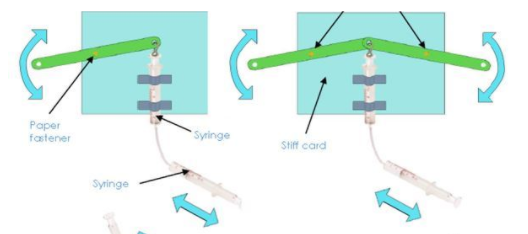 Paper
fastener
Syringe
Syringe
Stiff card